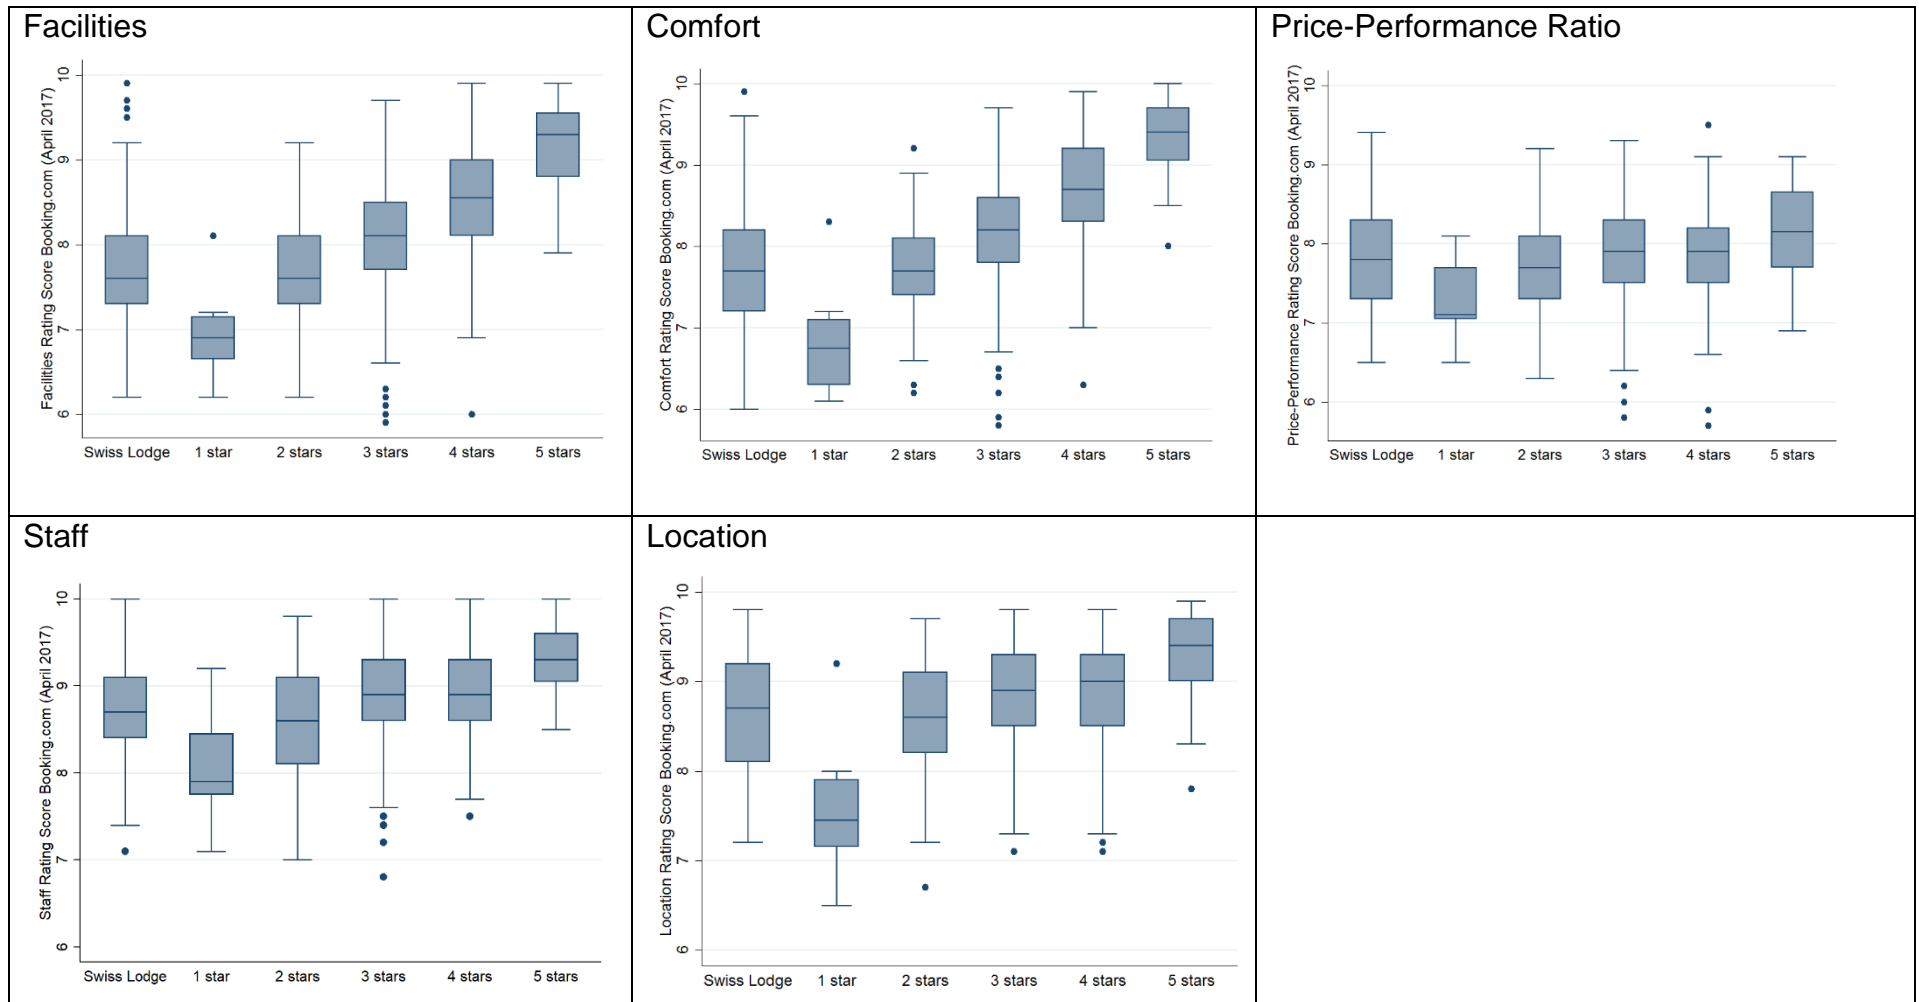 Facilities
Facilities Rating Score Booking.com (April 2017)
10
9
8
7
6
Swiss Lodge 1 star 2 stars 3 stars 4 stars 5 stars
Comfort
Comfort Rating Score Booking.com (April 2017)
10
9
8
7
6
Swiss Lodge 1 star 2 stars 3 stars 4 stars 5 stars
Price-Performance Ratio
Price-Performance Rating Score Booking.com (April 2017)
10
9
8
7
6
Swiss Lodge 1 star 2 stars 3 stars 4 stars 5 stars
Staff
Staff Rating Score Booking.com (April 2017)
10
9
8
7
6
Swiss Lodge 1 star 2 stars 3 stars 4 stars 5 stars
Location
Location Rating Score Booking.com (April 2017)
10
9
8
7
6
Swiss Lodge 1 star 2 stars 3 stars 4 stars 5 stars